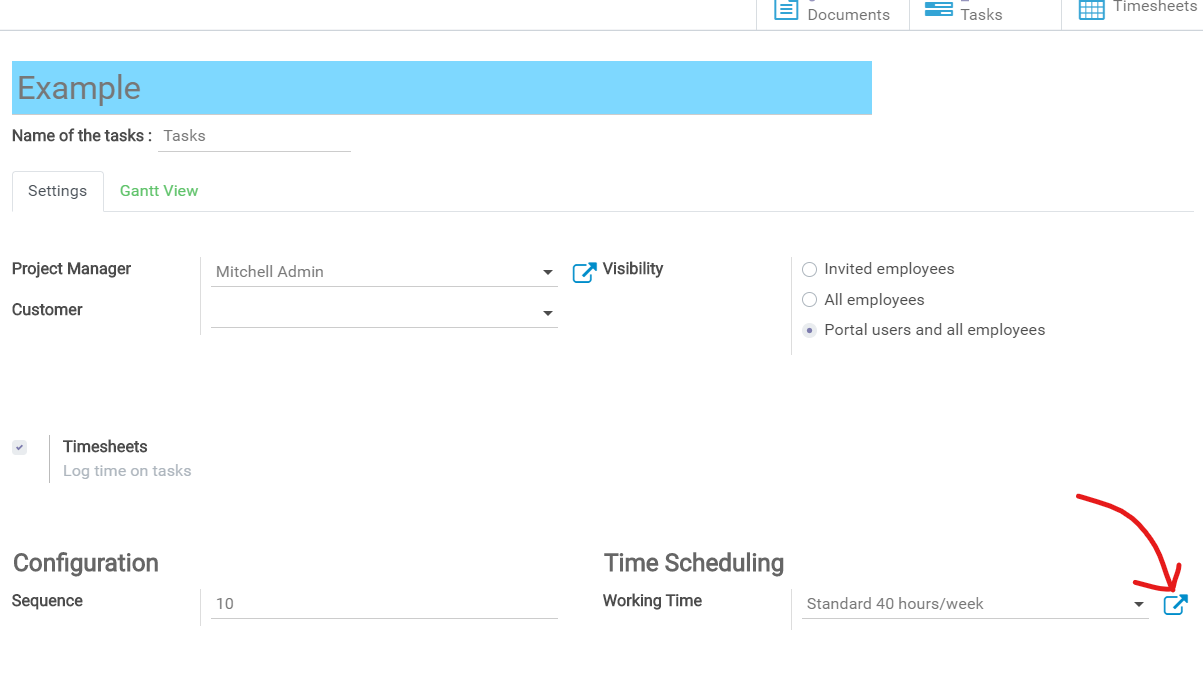 Documents
Tasks
Timesheets
Example
Name of the tasks : Tasks
Settings
Gantt View
Project Manager
Mitchell Admin
Visibility
Invited employees
Customer
All employees
Portal users and all employees
Timesheets
Log time on tasks
Configuration
Time Scheduling
Sequence
10
Working Time
Standard 40 hours/week